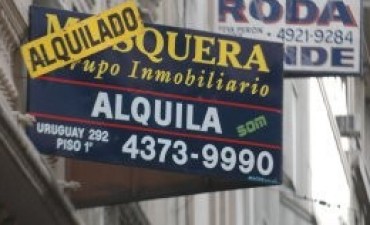 ALQUILADO
MOSQUERA
Grupo Inmobiliario
ALQUILA
SOM
URUGUAY 292
PISO 1°
4373-9990
RODA
4921-9284
NDE